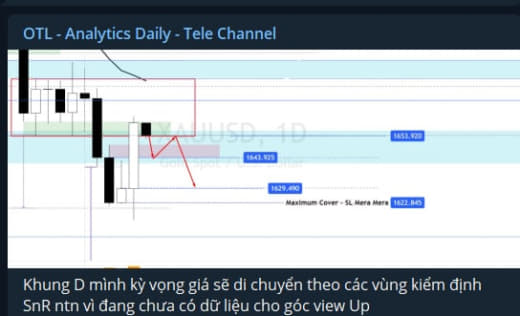 OTL - Analytics Daily - Tele Channel
XAUUSD, 1D
1653.920
1643.925
1629.490
Maximum Cover - SL Mera Mera 1622.845
Khung D mình kỳ vọng giá sẽ di chuyển theo các vùng kiểm định
SnR ntn vì đang chưa có dữ liệu cho góc view Up